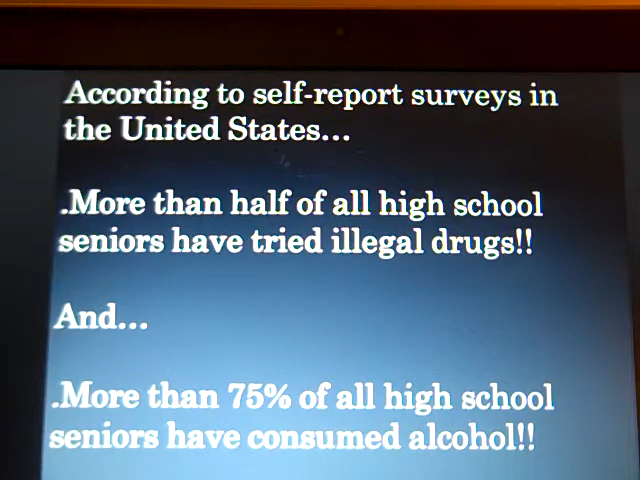 According to self-report surveys in
the United States...
.More than half of all high school
seniors have tried illegal drugs!!
And...
.More than 75% of all high school
seniors have consumed alcohol!!